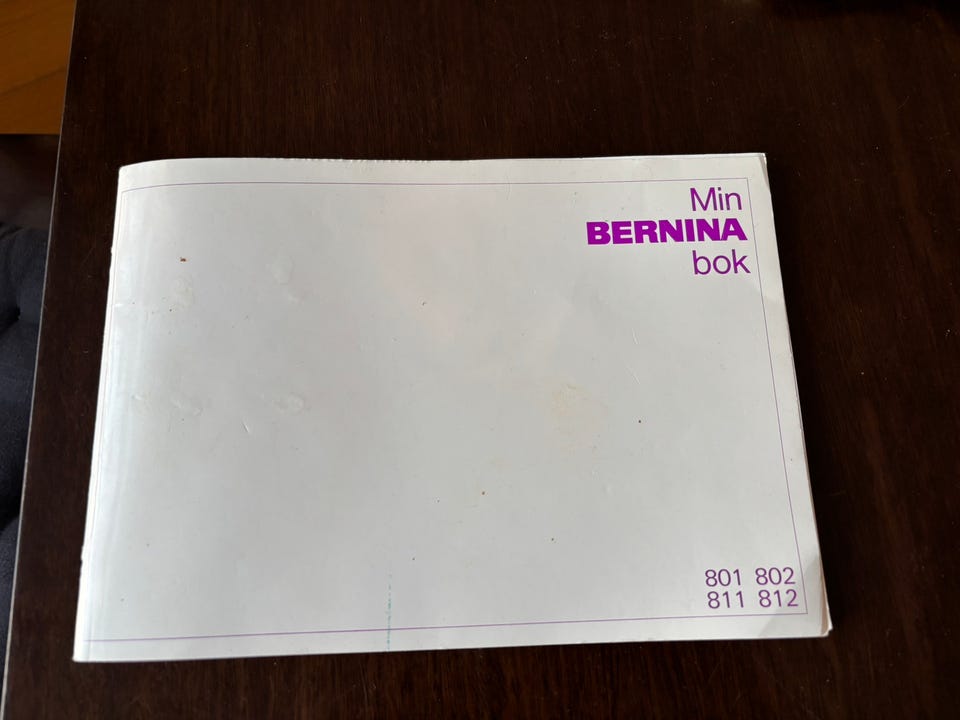 Min
BERNINA
bok
801 802
811 812